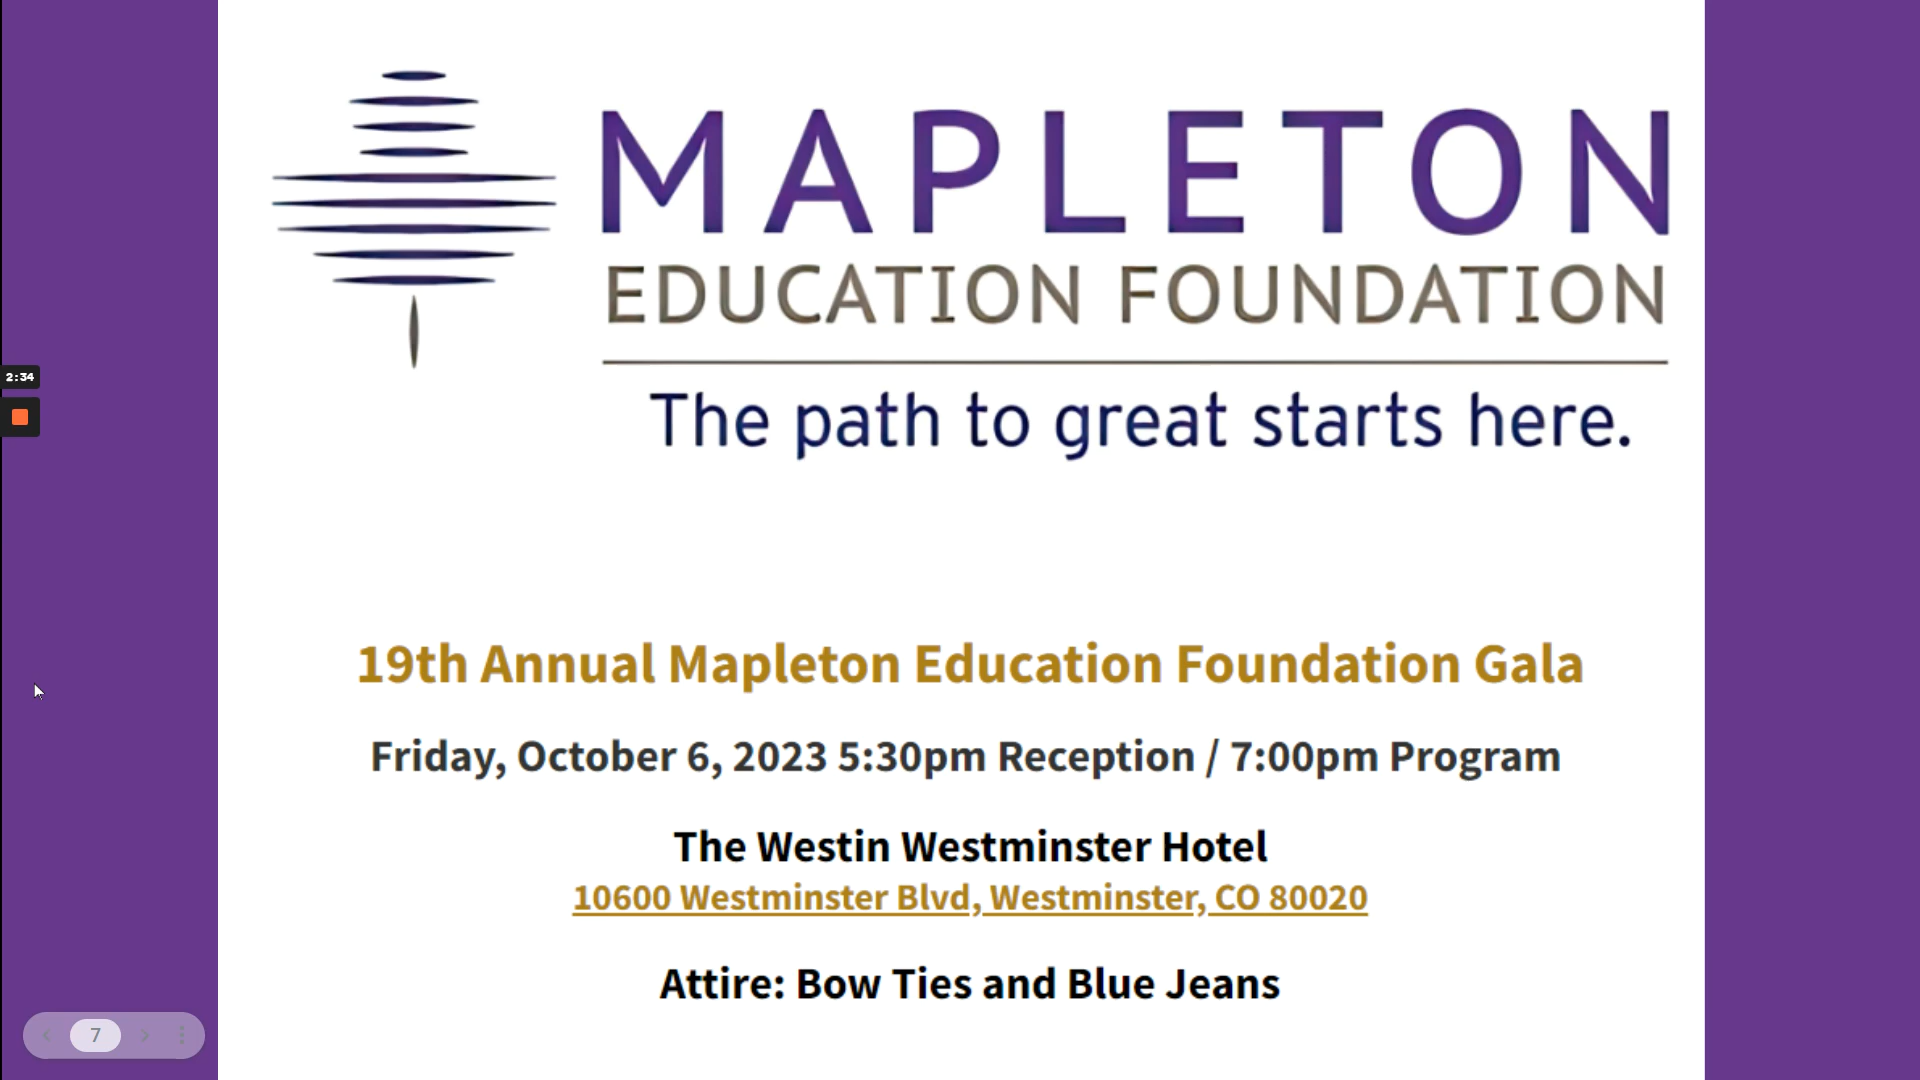 MAPLETON
EDUCATION FOUNDATION
The path to great starts here.
2:34
19th Annual Mapleton Education Foundation Gala
Friday, October 6, 2023 5:30pm Reception / 7:00pm Program
The Westin Westminster Hotel
10600 Westminster Blvd, Westminster, CO 80020
Attire: Bow Ties and Blue Jeans
7